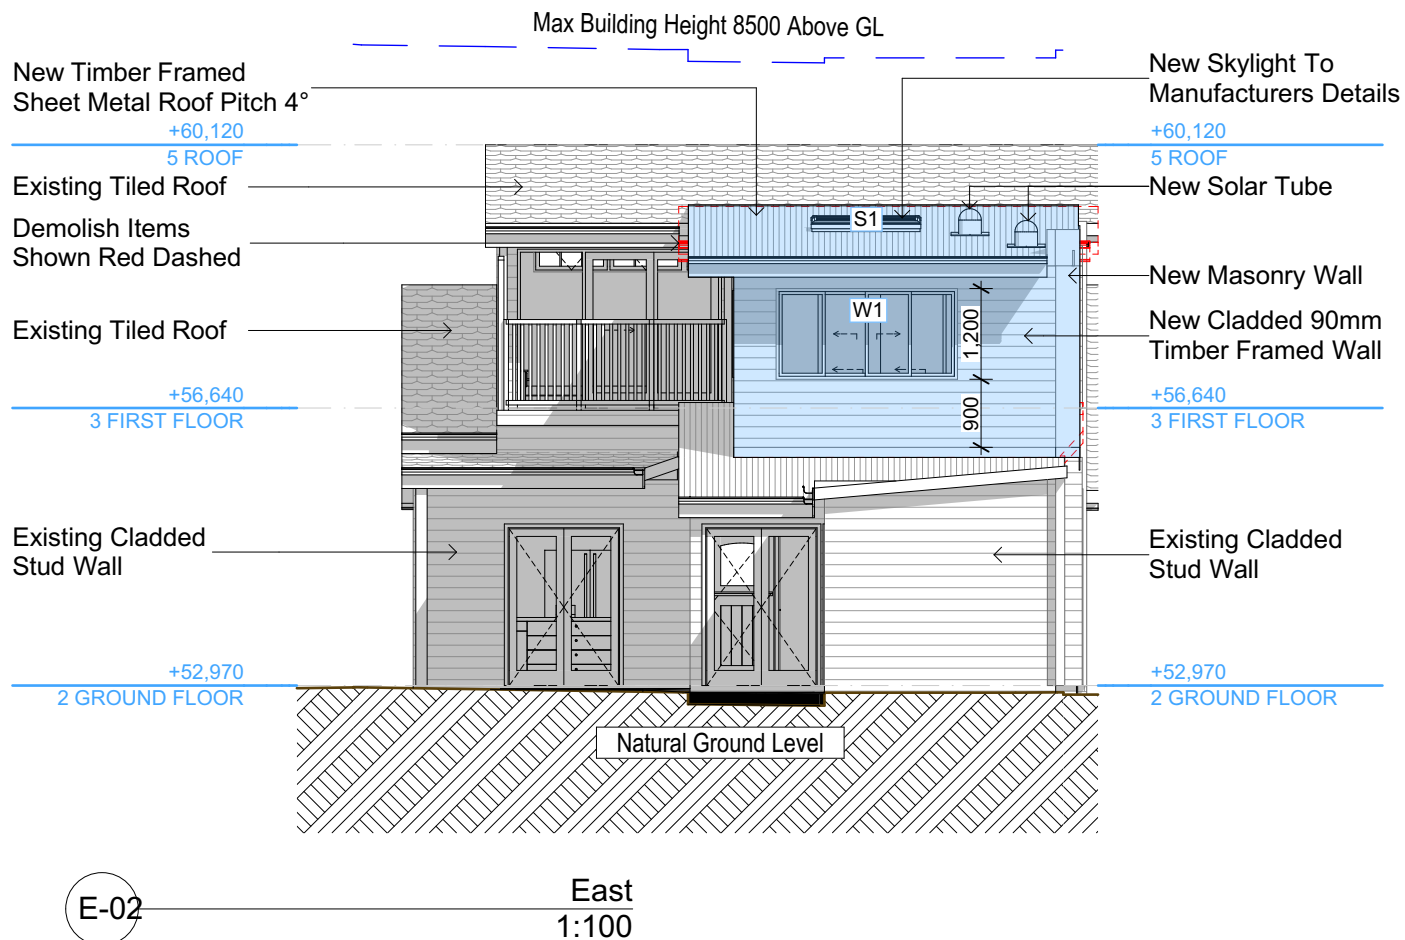 Max Building Height 8500 Above GL
New Timber Framed
Sheet Metal Roof Pitch 4°
New Skylight To
Manufacturers Details
+60,120
5 ROOF
+60,120
5 ROOF
Existing Tiled Roof
New Solar Tube
Demolish Items
Shown Red Dashed
S1
New Masonry Wall
Existing Tiled Roof
W1
1,200
New Cladded 90mm
Timber Framed Wall
+56,640
3 FIRST FLOOR
900
+56,640
3 FIRST FLOOR
Existing Cladded
Stud Wall
Existing Cladded
Stud Wall
+52,970
2 GROUND FLOOR
+52,970
2 GROUND FLOOR
Natural Ground Level
E-02
East
1:100